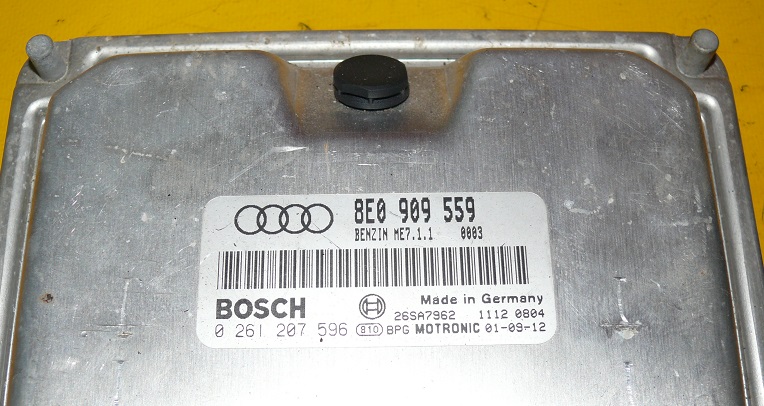 8E0 909 559
BENZIN ME7.1.1 0003
BOSCH
Made in Germany
26SA7962 1112 0804
0 261 207 596 910 BPG MOTRONIC 01-09-12